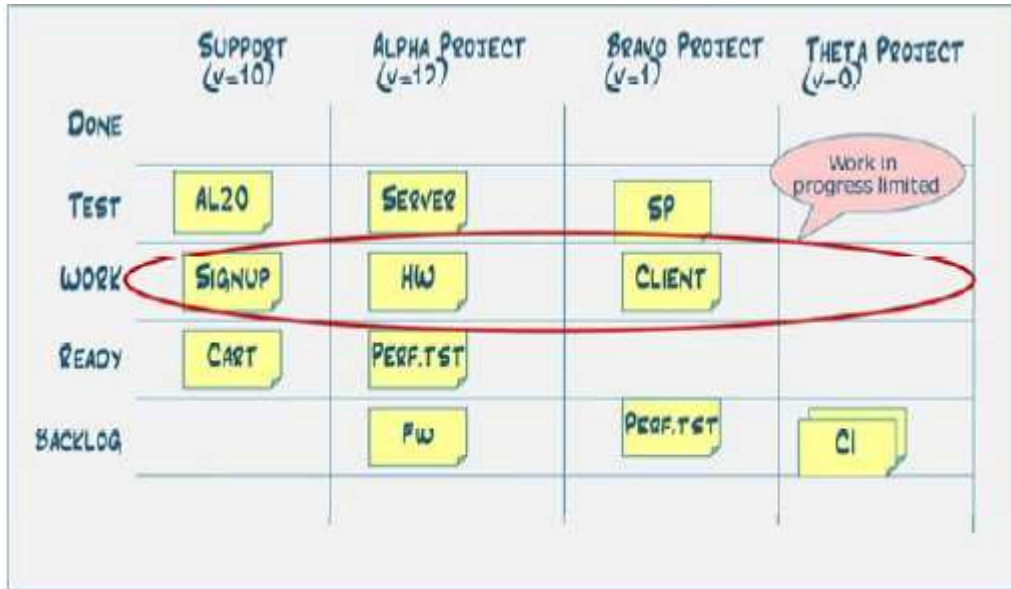 SUPPORT
(v=10)
ALPHA PROJECT
(v=12)
BRAVO PROJECT
(v=1)
THETA PROJECT
DONE
Work in
progress limited
TEST
AL20
SERVER
SP
WORK
SIGNUP
HW
CLIENT
READY
CART
PERF.TST
BACKLOG
FW
PERF.TST
CI